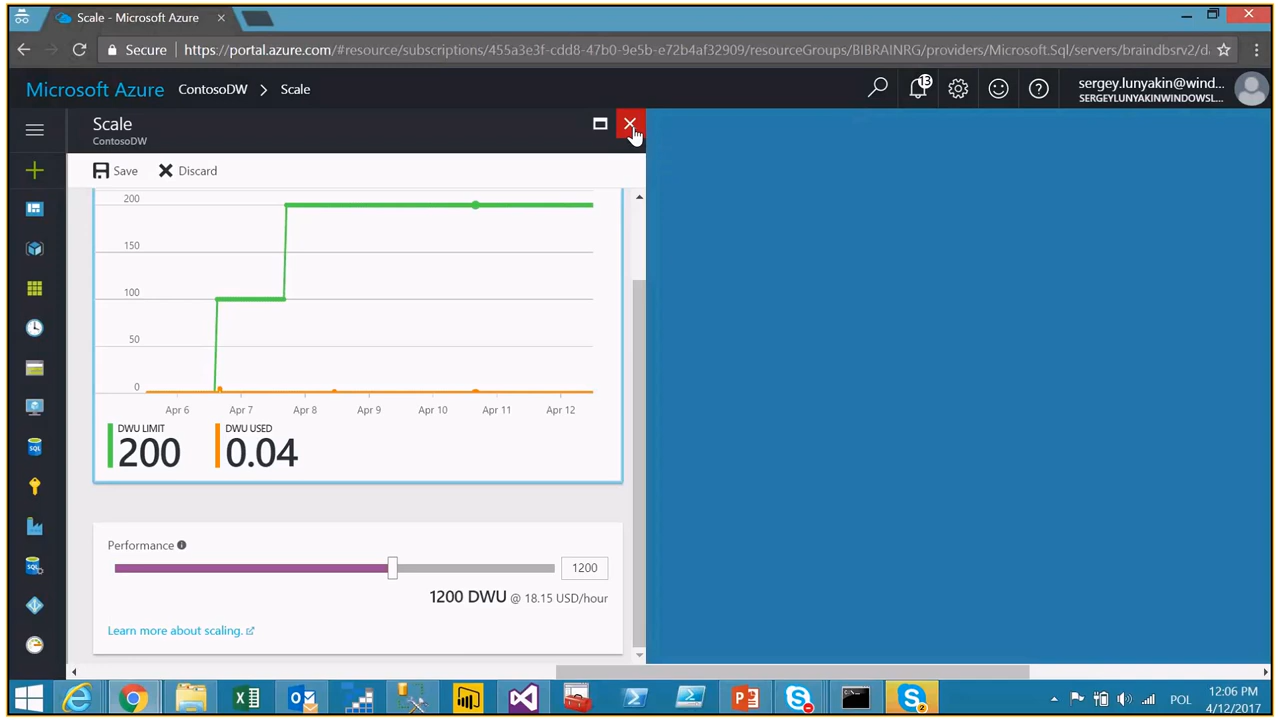 Scale - Microsoft Azure
Secure https://portal.azure.com/#resource/subscriptions/455a3e3f-cdd8-47b0-9e5b-e72b4af32909/resourceGroups/BIBRAINRG/providers/Microsoft.Sql/servers/braindbsrv2/d
Microsoft Azure ContosoDW > Scale
13
sergey.lunyakin@wind...
SERGEYLUNYAKINWINDOWSL...
Scale
ContosoDW
Save Discard
200
150
100
50
0
Apr 6 Apr 7 Apr 8 Apr 9 Apr 10 Apr 11 Apr 12
DWU LIMIT DWU USED
200 0.04
Performance
1200
1200 DWU @ 18.15 USD/hour
Learn more about scaling.
SQL
SQL
POL
12:06 PM
4/12/2017